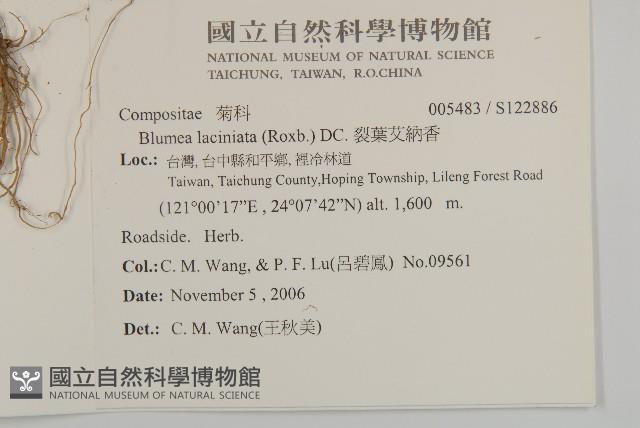 國立自然科學博物館
NATIONAL MUSEUM OF NATURAL SCIENCE
TAICHUNG, TAIWAN, R.O.CHINA
Compositae 菊科 005483 / S122886
Blumea laciniata (Roxb.) DC. 裂葉艾納香
Loc.: 台灣, 台中縣和平鄉, 裡冷林道
Taiwan, Taichung County,Hoping Township, Lileng Forest Road
(121°00'17"E , 24°07'42"N) alt. 1,600 m.
Roadside. Herb.
Col.: C. M. Wang, & P. F. Lu(呂碧鳳) No.09561
Date: November 5 , 2006
Det.: C. M. Wang(王秋美)
國立自然科學博物館
NATIONAL MUSEUM OF NATURAL SCIENCE